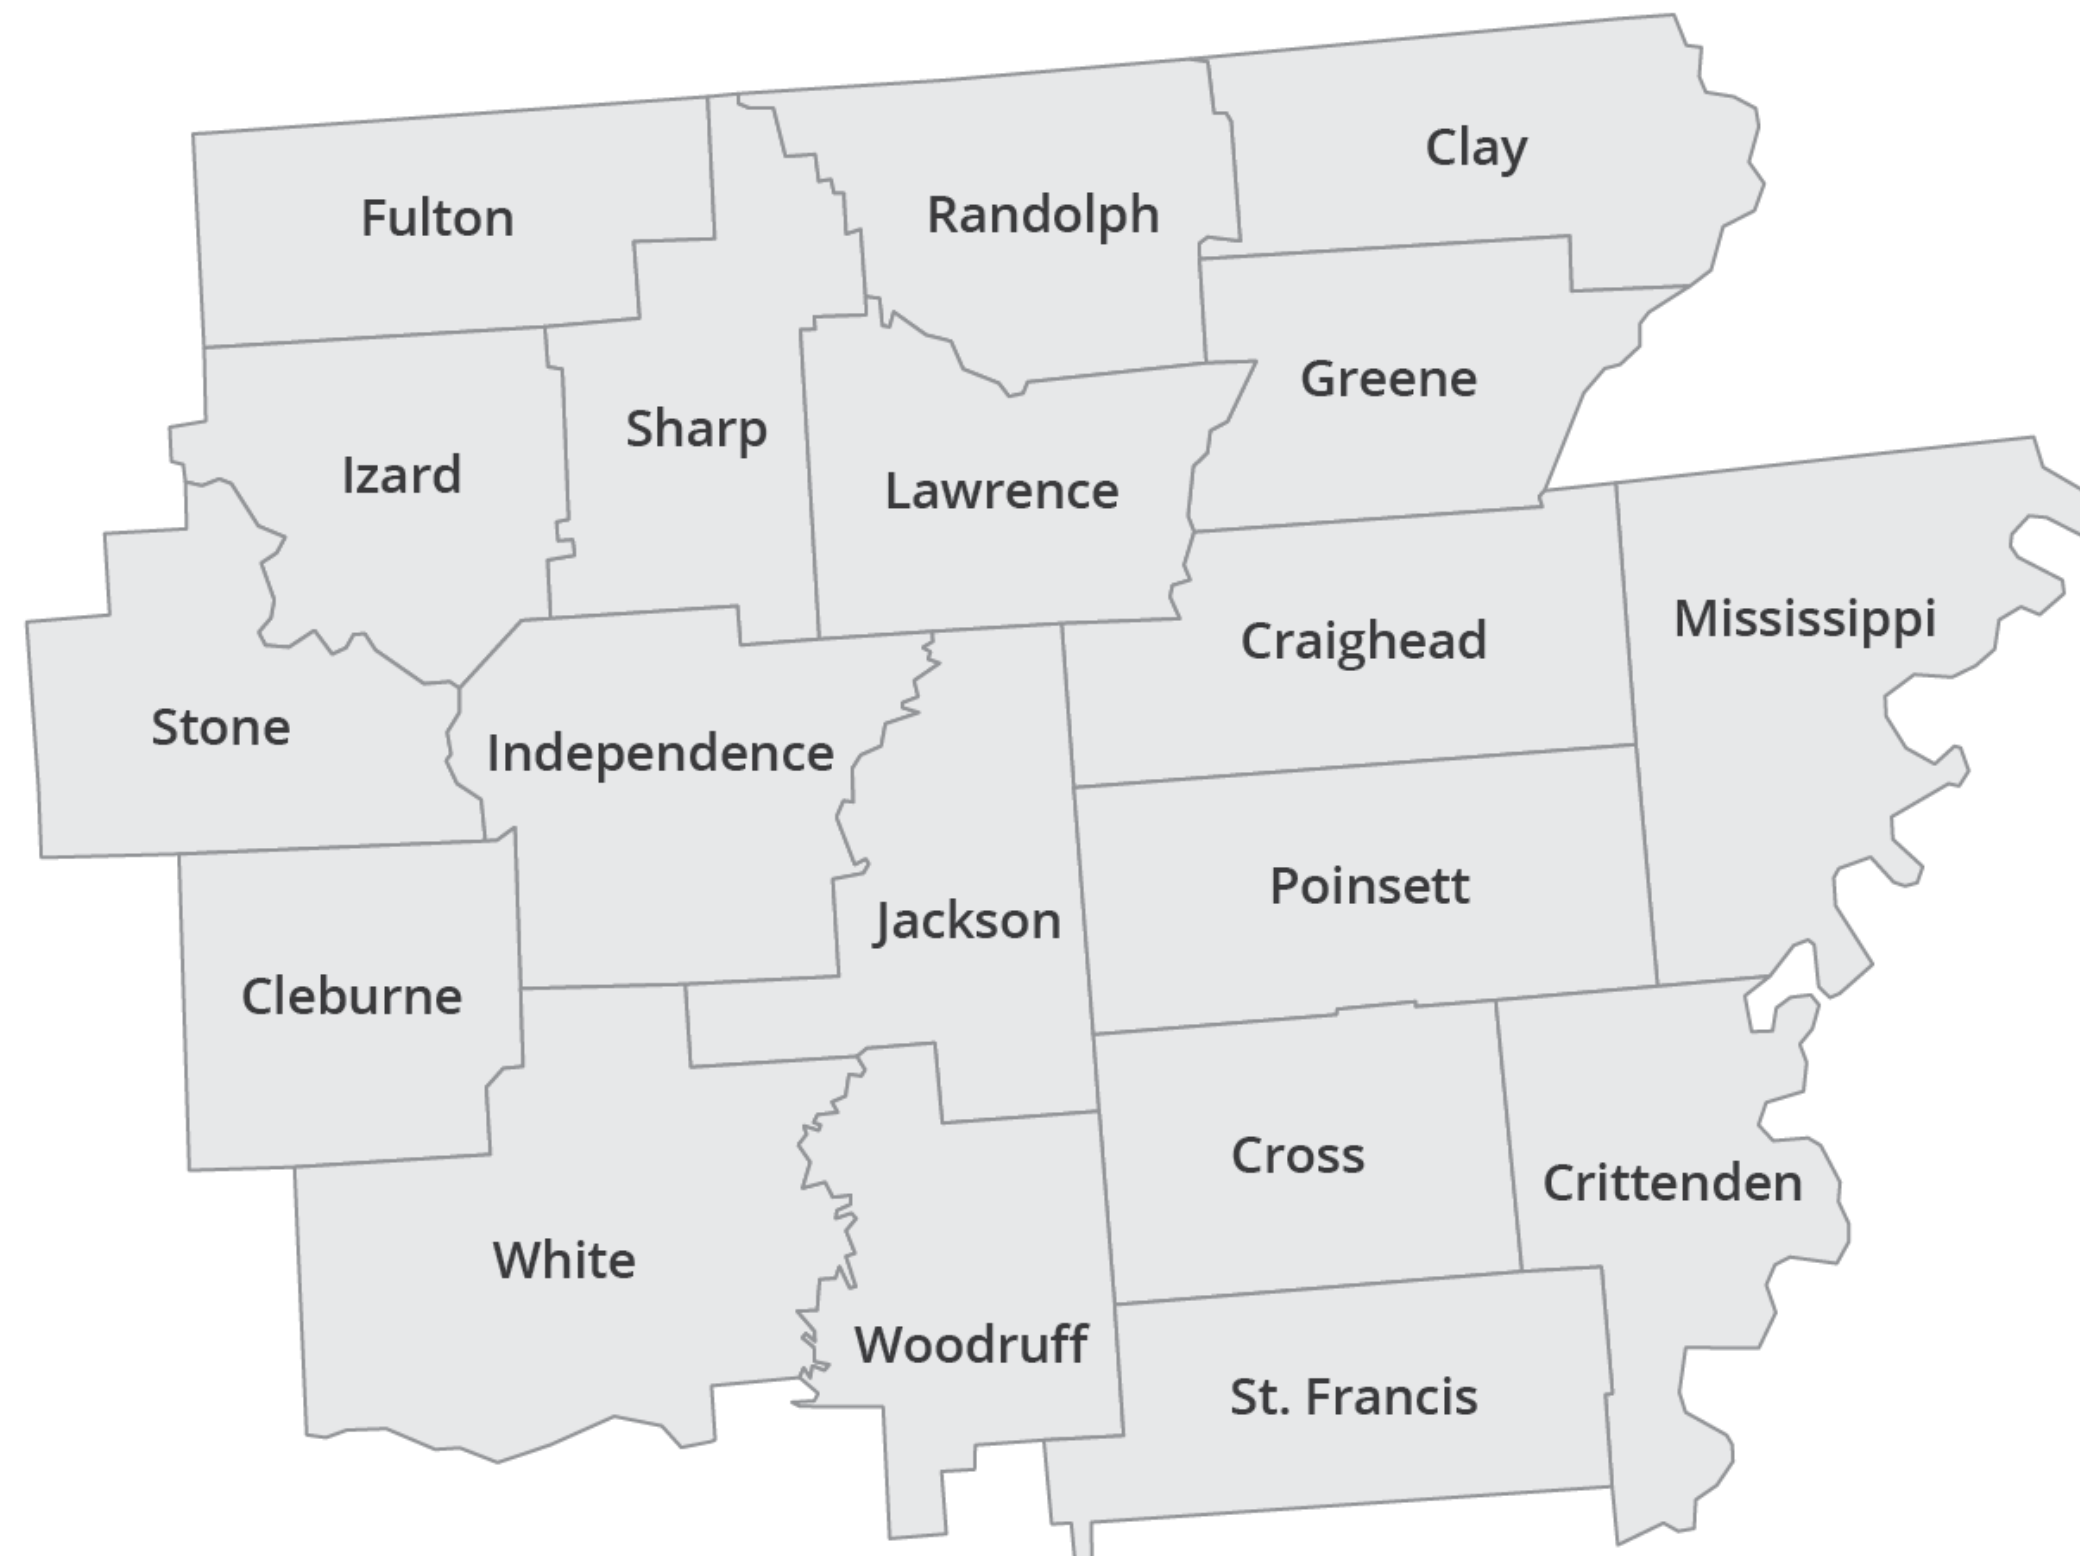 Clay
Fulton
Randolph
Greene
Sharp
Izard
Lawrence
Mississippi
Craighead
Stone
Independence
Poinsett
Jackson
Cleburne
Cross
Crittenden
White
Woodruff
St. Francis